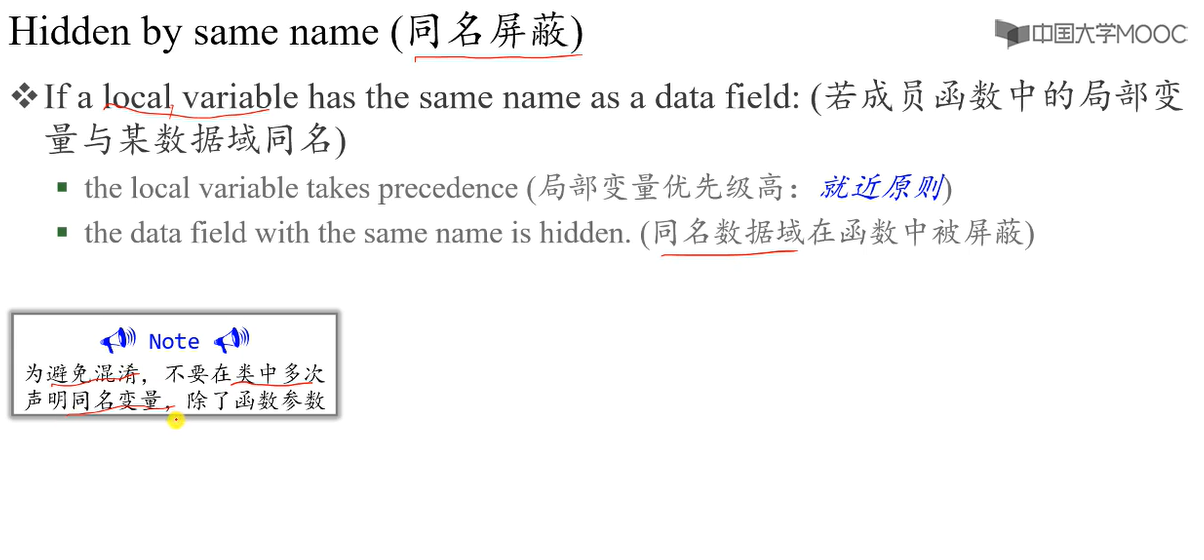 Hidden by same name (同名屏蔽)
中国大学MOOC
If a local variable has the same name as a data field: (若成员函数中的局部变
量与某数据域同名)
the local variable takes precedence (局部变量优先级高：就近原则)
the data field with the same name is hidden. (同名数据域在函数中被屏蔽)
Note
为避免混淆，不要在类中多次
声明同名变量，除了函数参数